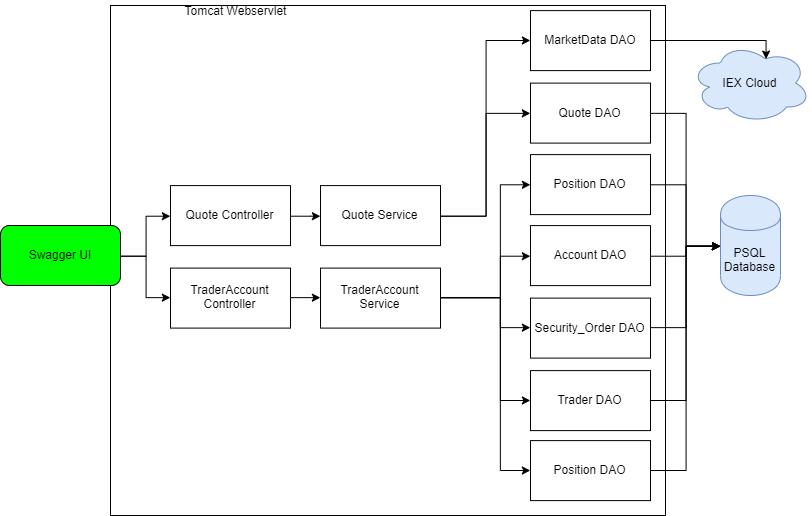 Tomcat Webservlet
MarketData DAO
IEX Cloud
Quote DAO
Position DAO
Quote Controller
Quote Service
Swagger UI
Account DAO
PSQL
Database
TraderAccount
Controller
TraderAccount
Service
Security_Order DAO
Trader DAO
Position DAO